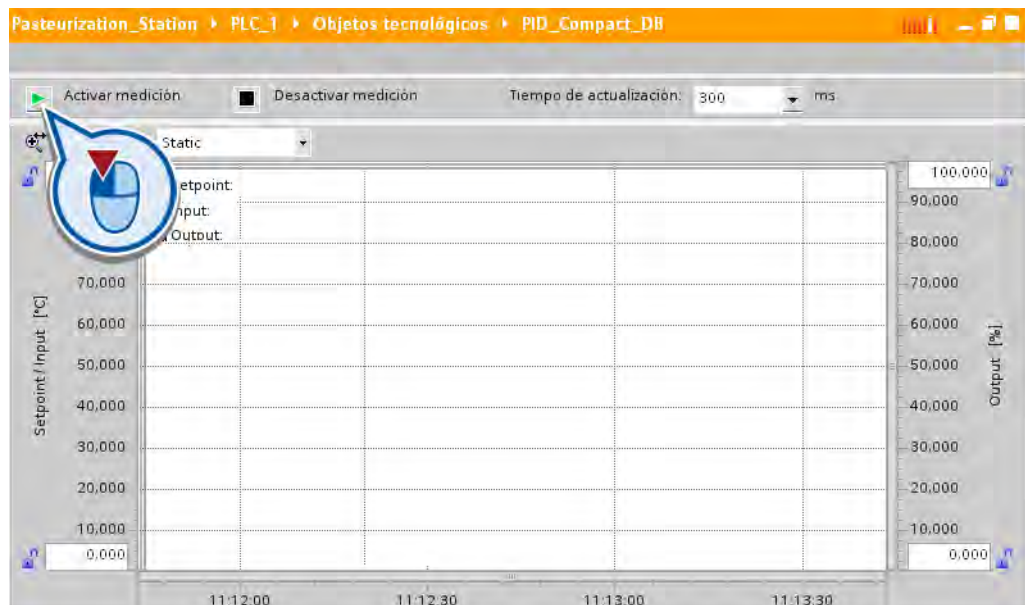 Pasteurization_Station ▸ PLC_1 ▸ Objetos tecnológicos ▸ PID_Compact_DB
Activar medición Desactivar medición Tiempo de actualización: 300 ms
Static
etpoint:
nput:
Output:
100,000
90,000
80,000
70,000 70,000
60,000 60,000
50,000 50,000
40,000 40,000
30,000 30,000
20,000 20,000
10,000 10,000
0,000 0,000
Setpoint / Input [°C]
Output [%]
11:12:00 11:12:30 11:13:00 11:13:30